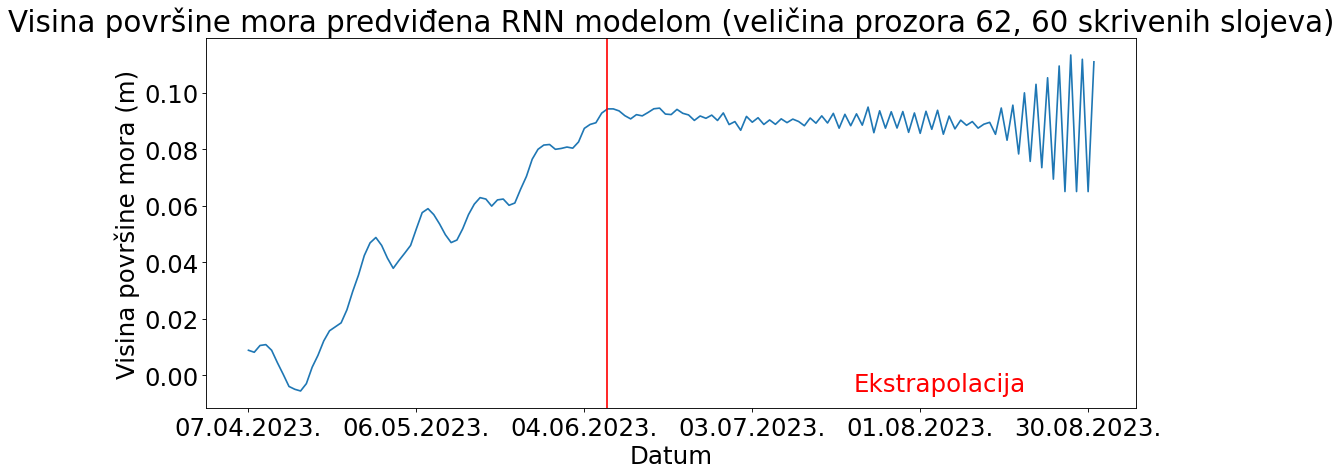 Visina površine mora predviđena RNN modelom (veličina prozora 62, 60 skrivenih slojeva)
Visina površine mora (m)
0.10
0.08
0.06
0.04
0.02
0.00
Ekstrapolacija
07.04.2023. 06.05.2023. 04.06.2023. 03.07.2023. 01.08.2023. 30.08.2023.
Datum